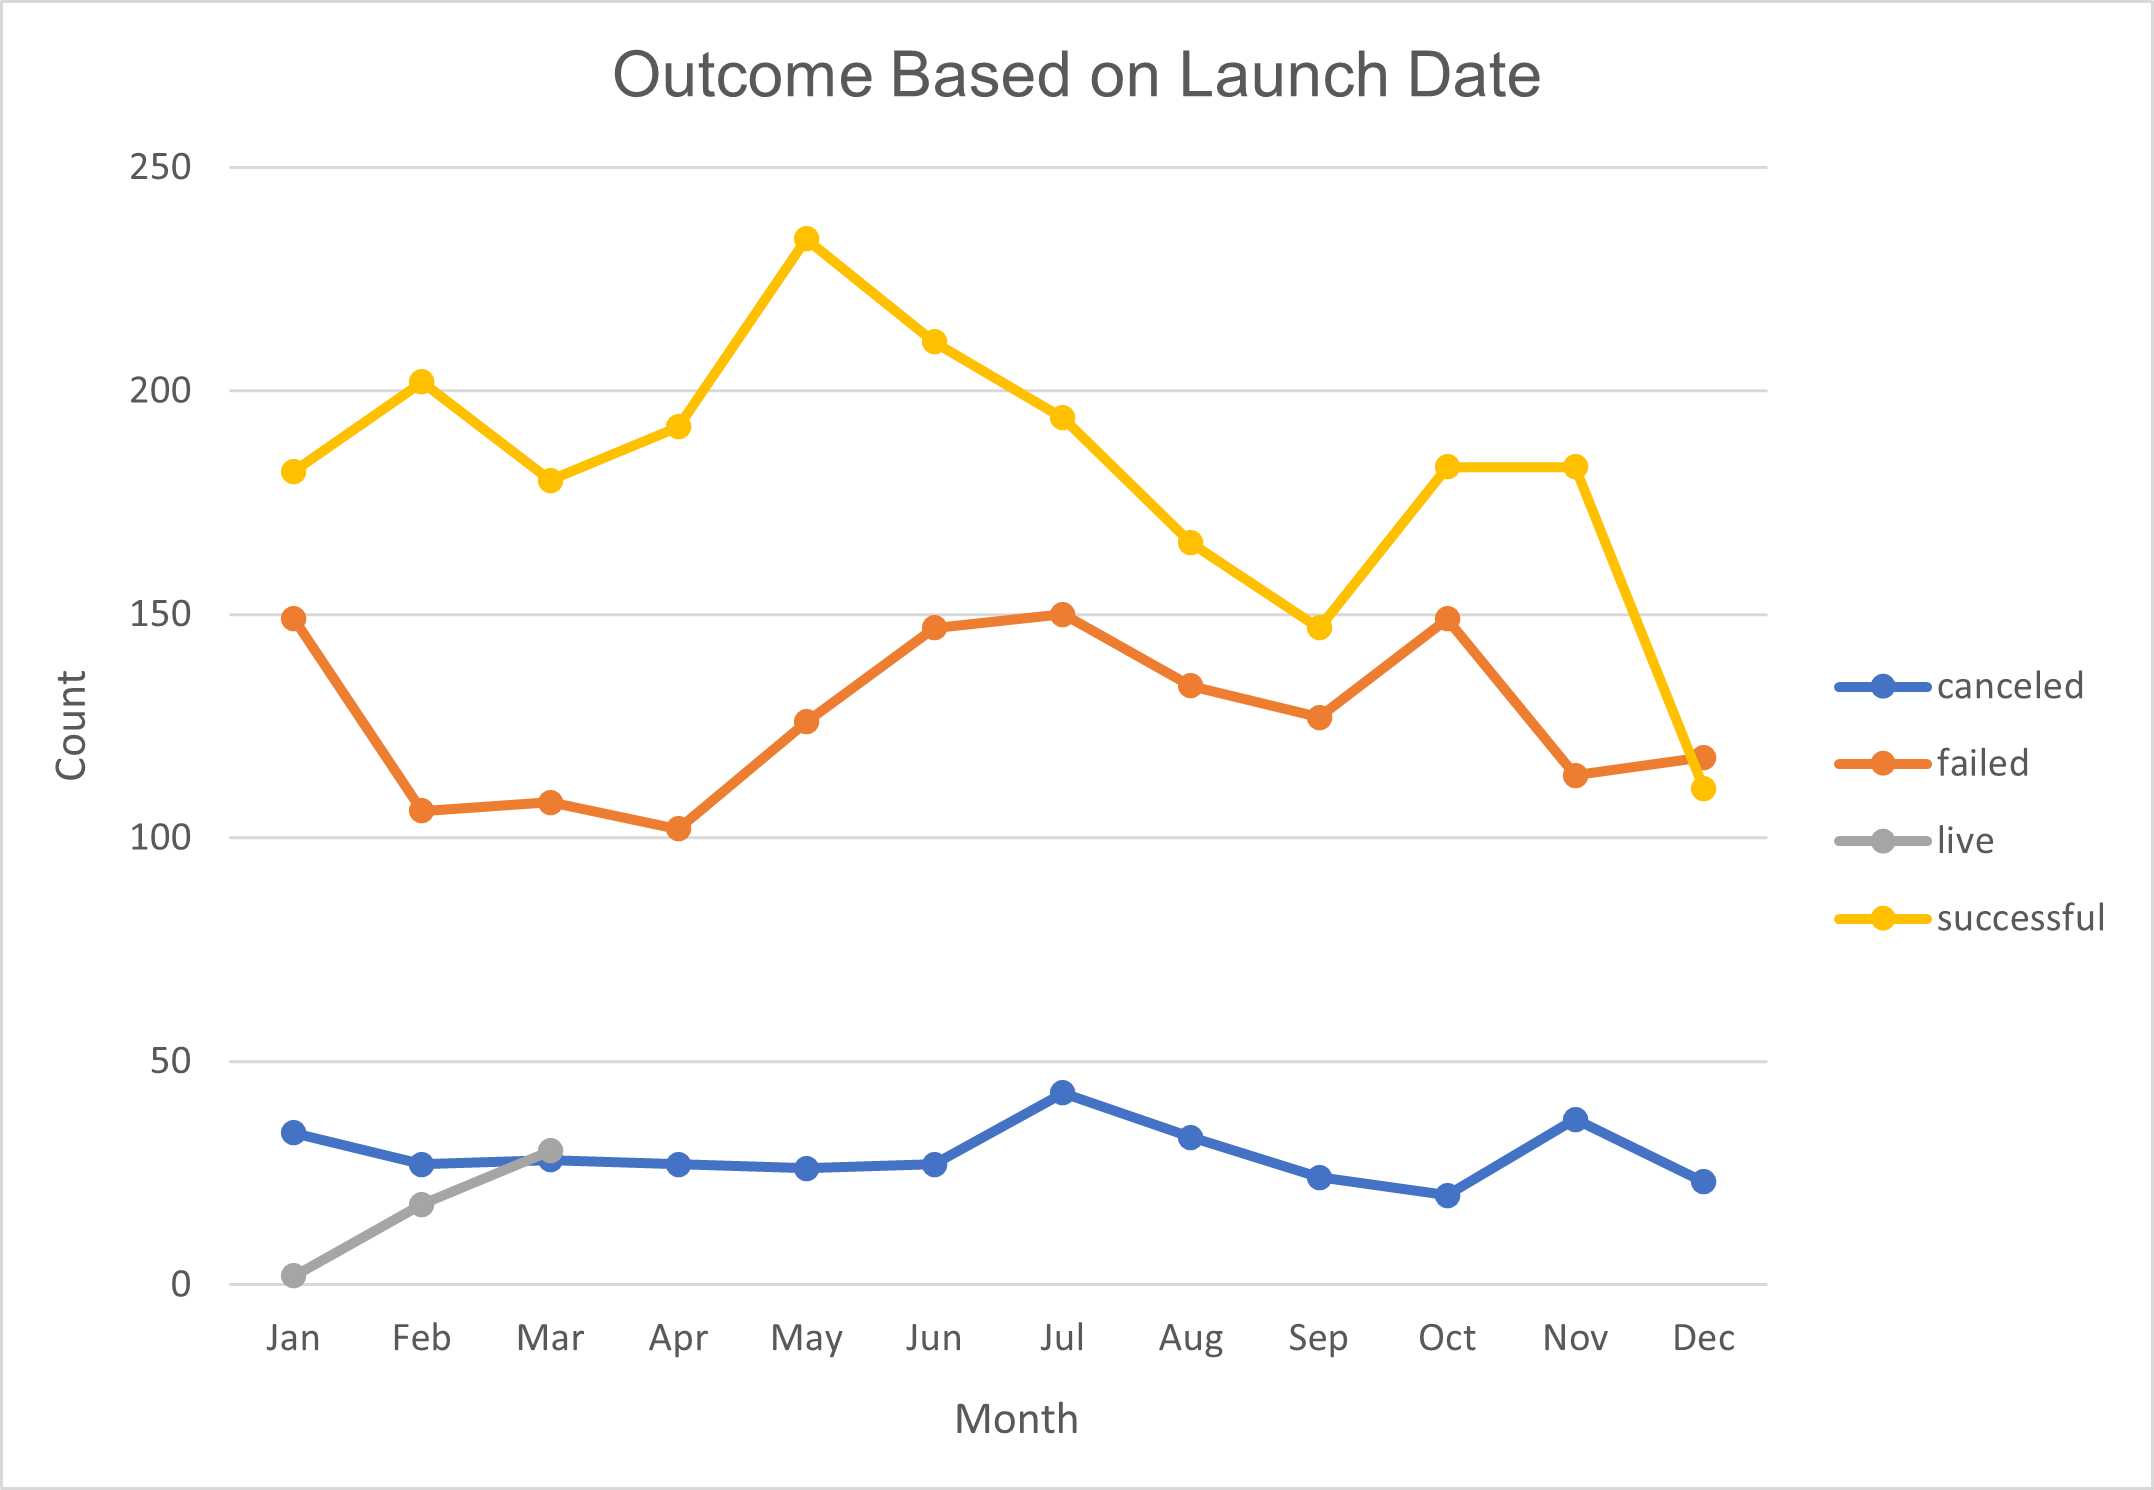 Outcome Based on Launch Date
250
200
150
100
50
0
Count
Jan Feb Mar Apr May Jun Jul Aug Sep Oct Nov Dec
Month
canceled
failed
live
successful